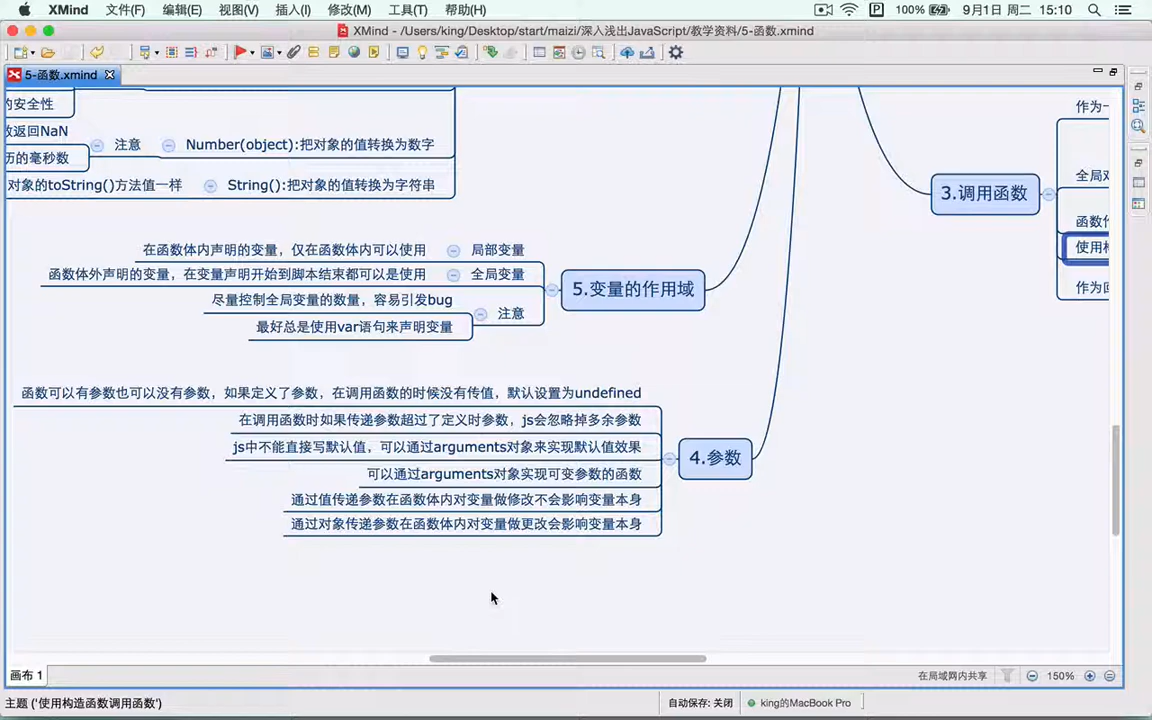 XMind 文件(F) 编辑(E) 视图(V) 插入(I) 修改(M) 工具(T) 帮助(H) 100% 9月1日 周二 15:10
XMind - /Users/king/Desktop/start/maizi/深入浅出JavaScript/教学资料/5-函数.xmind
5-函数.xmind
的安全性
数返回NaN
注意
Number(object):把对象的值转换为数字
历的毫秒数
对象的toString()方法值一样
String():把对象的值转换为字符串
作为一
3.调用函数
全局对
函数作
使用构
作为回
在函数体内声明的变量，仅在函数体内可以使用
局部变量
函数体外声明的变量，在变量声明开始到脚本结束都可以是使用
全局变量
5.变量的作用域
尽量控制全局变量的数量，容易引发bug
注意
最好总是使用var语句来声明变量
函数可以有参数也可以没有参数，如果定义了参数，在调用函数的时候没有传值，默认设置为undefined
在调用函数时如果传递参数超过了定义时参数，js会忽略掉多余参数
js中不能直接写默认值，可以通过arguments对象来实现默认值效果
4.参数
可以通过arguments对象实现可变参数的函数
通过值传递参数在函数体内对变量做修改不会影响变量本身
通过对象传递参数在函数体内对变量做更改会影响变量本身
画布 1
在局域网内共享
150%
主题 ('使用构造函数调用函数')
自动保存: 关闭
king的MacBook Pro